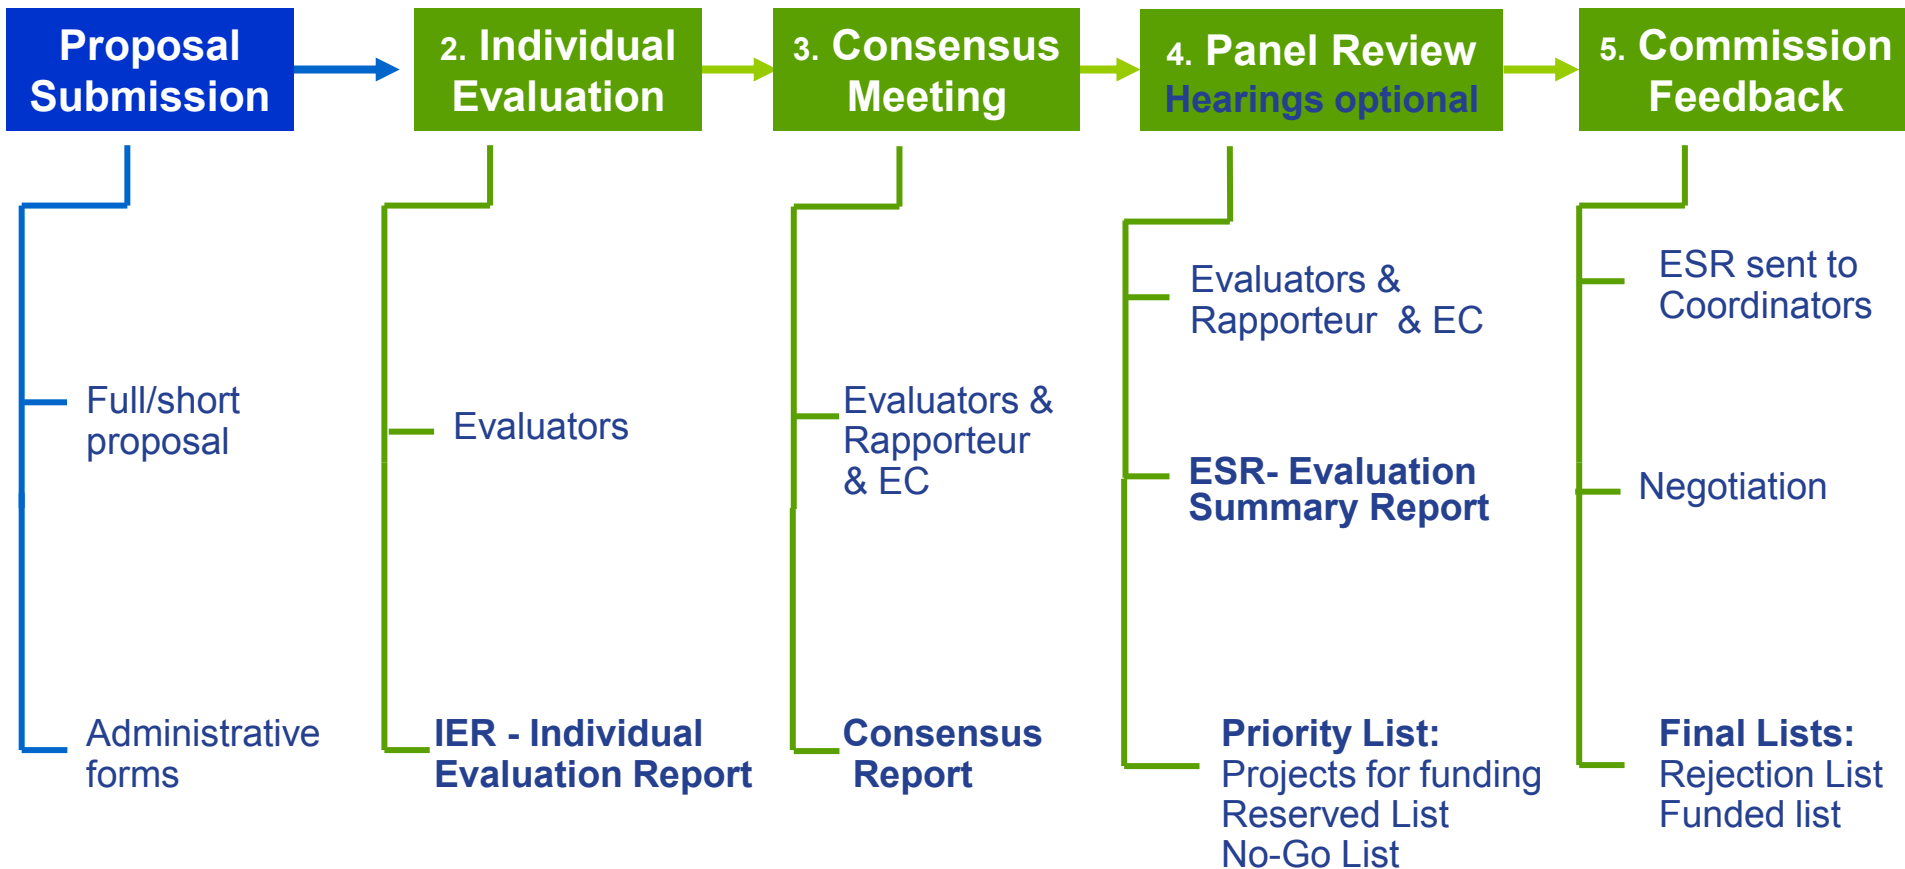 Proposal
Submission
2. Individual
Evaluation
3. Consensus
Meeting
4. Panel Review
Hearings optional
5. Commission
Feedback
Full/short
proposal
Administrative
forms
Evaluators
IER - Individual
Evaluation Report
Evaluators &
Rapporteur
& EC
Consensus
Report
Evaluators &
Rapporteur & EC
ESR- Evaluation
Summary Report
Priority List:
Projects for funding
Reserved List
No-Go List
ESR sent to
Coordinators
Negotiation
Final Lists:
Rejection List
Funded list